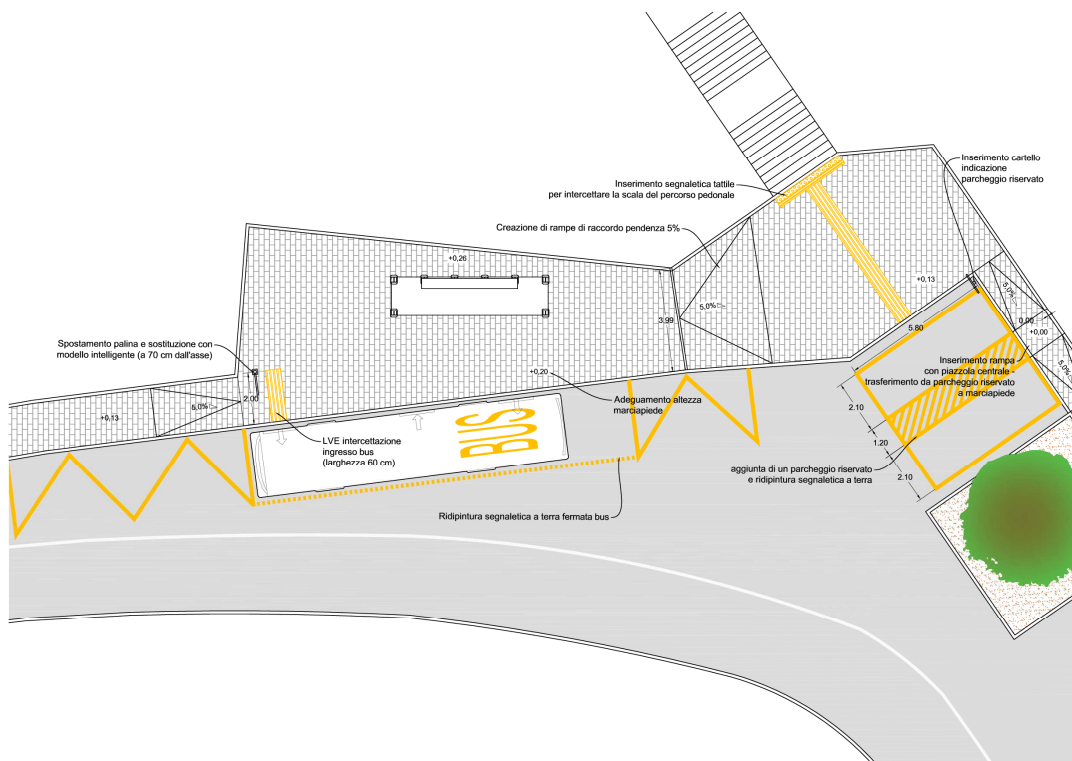 Inserimento cartello
indicazione
parcheggio riservato
Inserimento segnaletica tattile
per intercettare la scala del percorso pedonale
Creazione di rampe di raccordo pendenza 5%
+0,26
+0,13
5,0%
5,0%
3.99
5.80
0,00
+0,00
Spostamento palina e sostituzione con
modello intelligente (a 70 cm dall'asse)
+0,20
Adeguamento altezza
marciapiede
Inserimento rampa
con piazzola centrale -
trasferimento da parcheggio riservato
a marciapiede
5,0%
5,0%
2.00
+0,13
2.10
1.20
2.10
BUS
LVE intercettazione
ingresso bus
(larghezza 60 cm)
aggiunta di un parcheggio riservato
e ridipintura segnaletica a terra
Ridipintura segnaletica a terra fermata bus